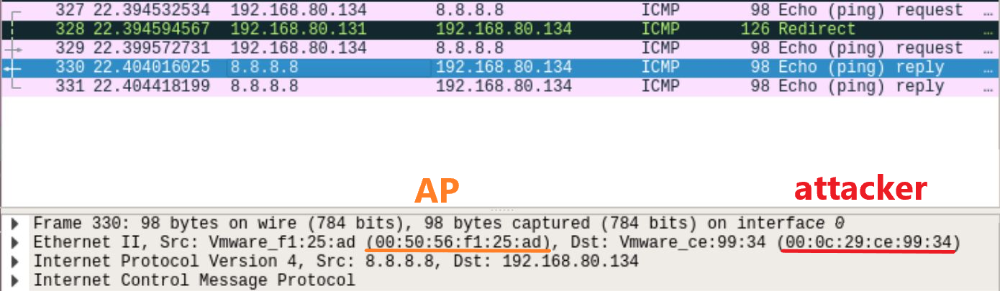 327 22.394532534 192.168.80.134 8.8.8.8 ICMP 98 Echo (ping) request …
328 22.394594567 192.168.80.131 192.168.80.134 ICMP 126 Redirect …
329 22.399572731 192.168.80.134 8.8.8.8 ICMP 98 Echo (ping) request …
330 22.404016025 8.8.8.8 192.168.80.134 ICMP 98 Echo (ping) reply …
331 22.404418199 8.8.8.8 192.168.80.134 ICMP 98 Echo (ping) reply …
AP attacker
Frame 330: 98 bytes on wire (784 bits), 98 bytes captured (784 bits) on interface 0
Ethernet II, Src: Vmware_f1:25:ad (00:50:56:f1:25:ad), Dst: Vmware_ce:99:34 (00:0c:29:ce:99:34)
Internet Protocol Version 4, Src: 8.8.8.8, Dst: 192.168.80.134
Internet Control Message Protocol